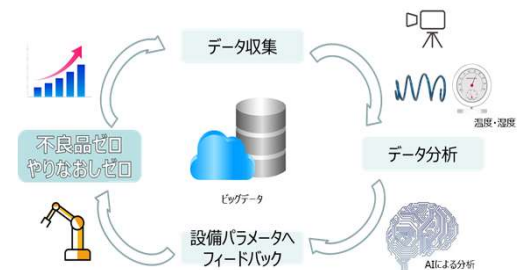 データ収集
温度・湿度
不良品ゼロ
やりなおしゼロ
データ分析
ビッグデータ
設備パラメータへ
フィードバック
AIによる分析